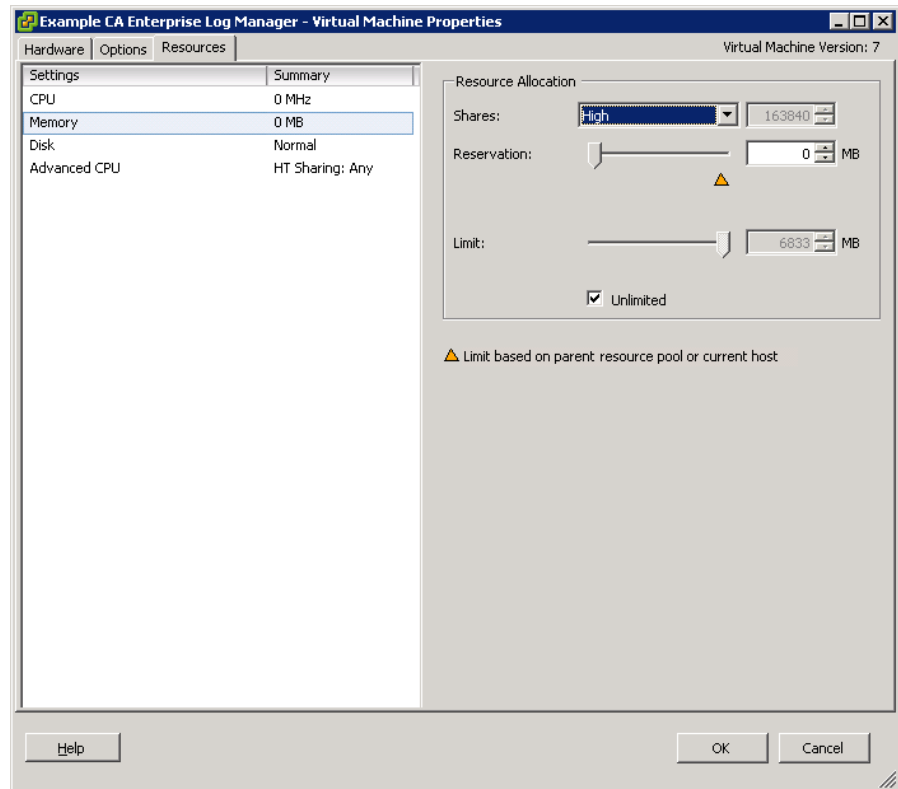 Example CA Enterprise Log Manager - Virtual Machine Properties
Hardware Options Resources Virtual Machine Version: 7
Settings Summary
CPU 0 MHz
Memory 0 MB
Disk Normal
Advanced CPU HT Sharing: Any
Resource Allocation
Shares: High 163840
Reservation: 0 MB
Limit: 6833 MB
Unlimited
Limit based on parent resource pool or current host
Help OK Cancel